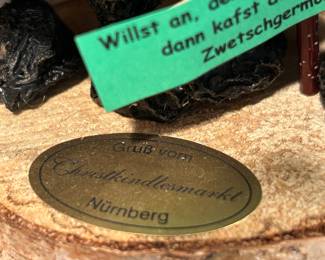 Willst an, de
dann kafst d
Zwetschgerm
Gruß vom
Christkindlesmarkt
Nürnberg